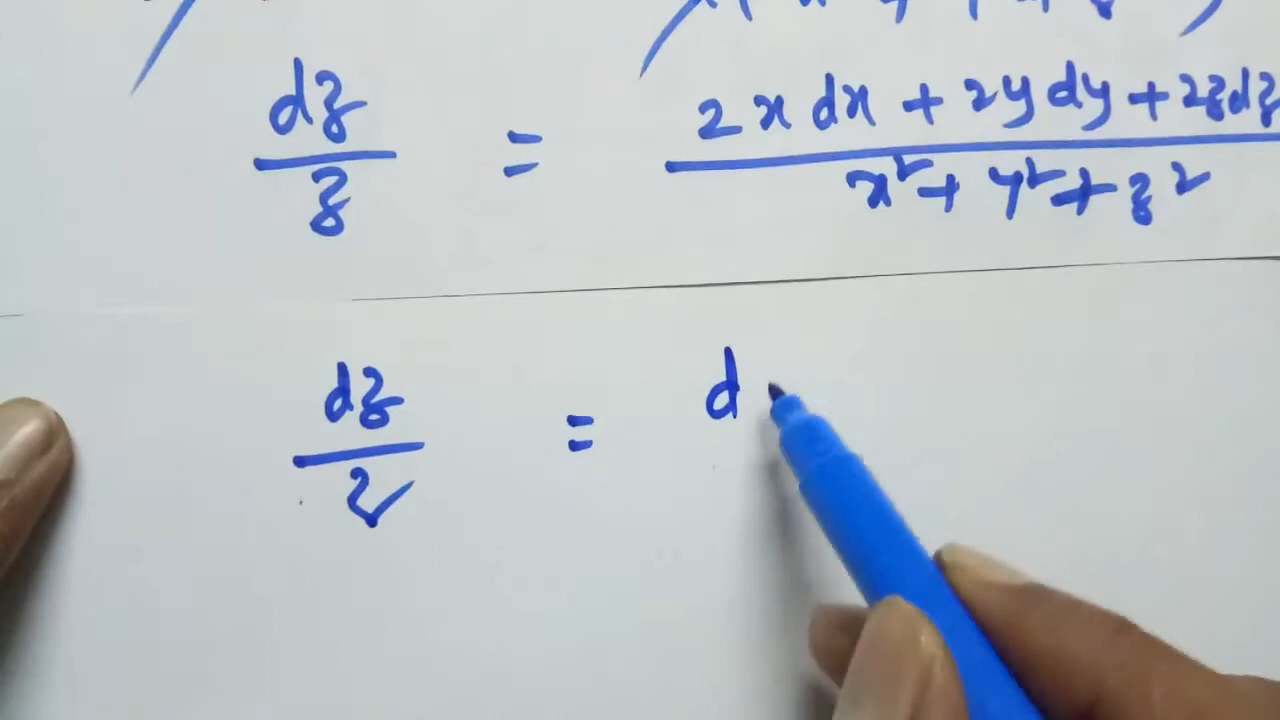 dz/z = 2x dx + 2y dy + 2z dz / x² + y² + z²
dz/z = d